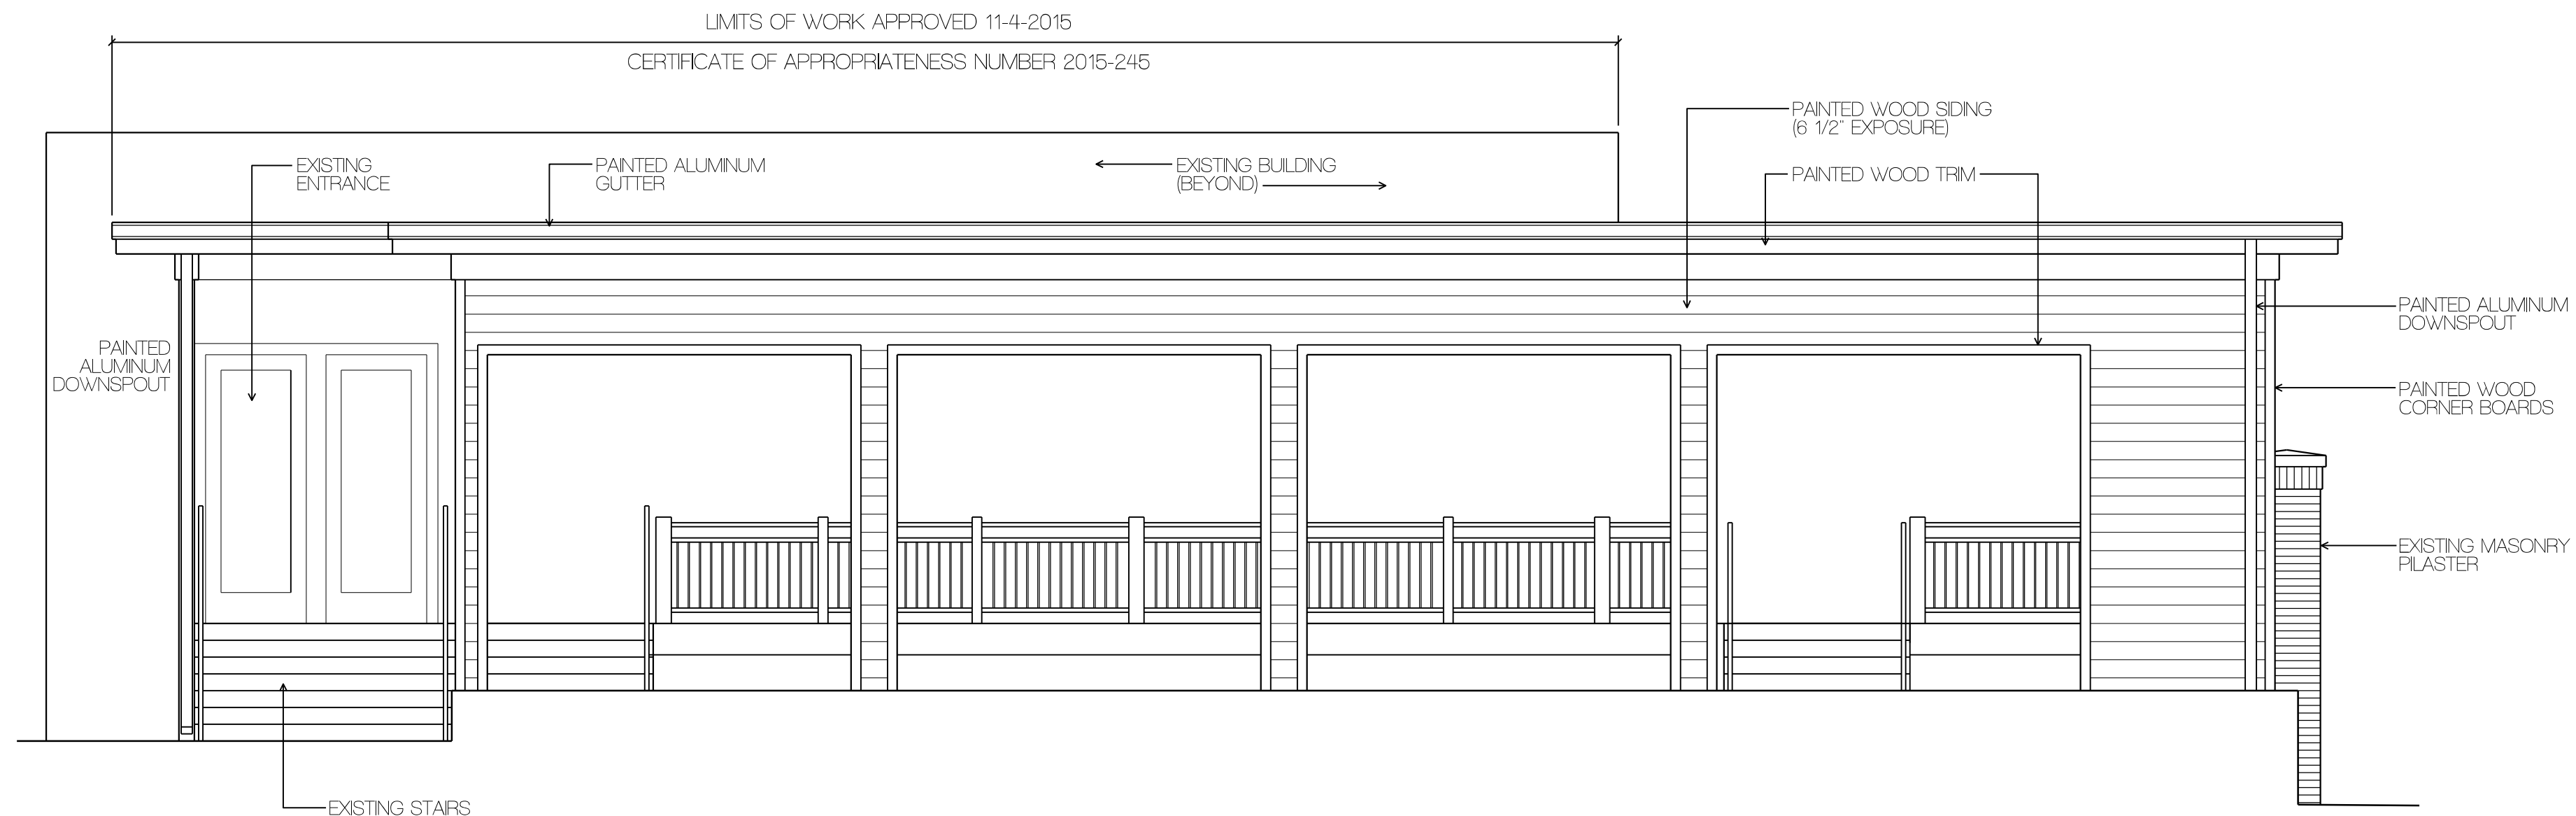 LIMITS OF WORK APPROVED 11-4-2015
CERTIFICATE OF APPROPRIATENESS NUMBER 2015-245
PAINTED WOOD SIDING
(6 1/2" EXPOSURE)
EXISTING
ENTRANCE
PAINTED ALUMINUM
GUTTER
EXISTING BUILDING
(BEYOND)
PAINTED WOOD TRIM
PAINTED ALUMINUM
DOWNSPOUT
PAINTED
ALUMINUM
DOWNSPOUT
PAINTED WOOD
CORNER BOARDS
EXISTING MASONRY
PILASTER
EXISTING STAIRS